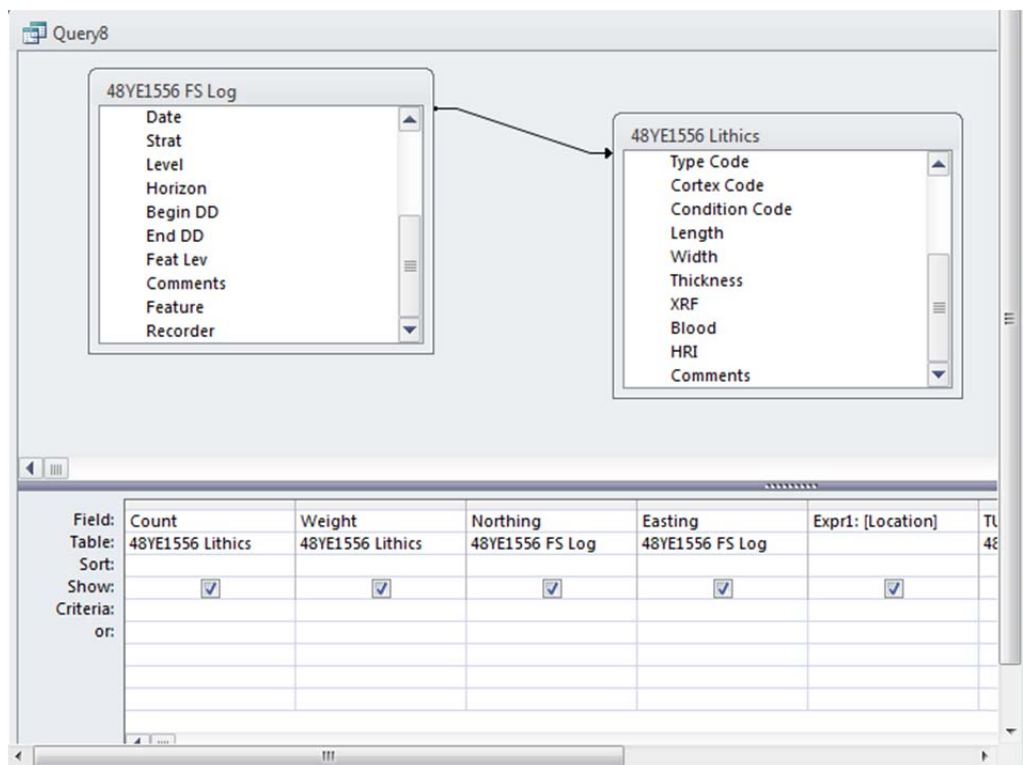 Query8
48YE1556 FS Log
Date
Strat
Level
Horizon
Begin DD
End DD
Feat Lev
Comments
Feature
Recorder
48YE1556 Lithics
Type Code
Cortex Code
Condition Code
Length
Width
Thickness
XRF
Blood
HRI
Comments
Field: Count Weight Northing Easting Expr1: [Location]
Table: 48YE1556 Lithics 48YE1556 Lithics 48YE1556 FS Log 48YE1556 FS Log 48
Sort:
Show:
Criteria:
or: